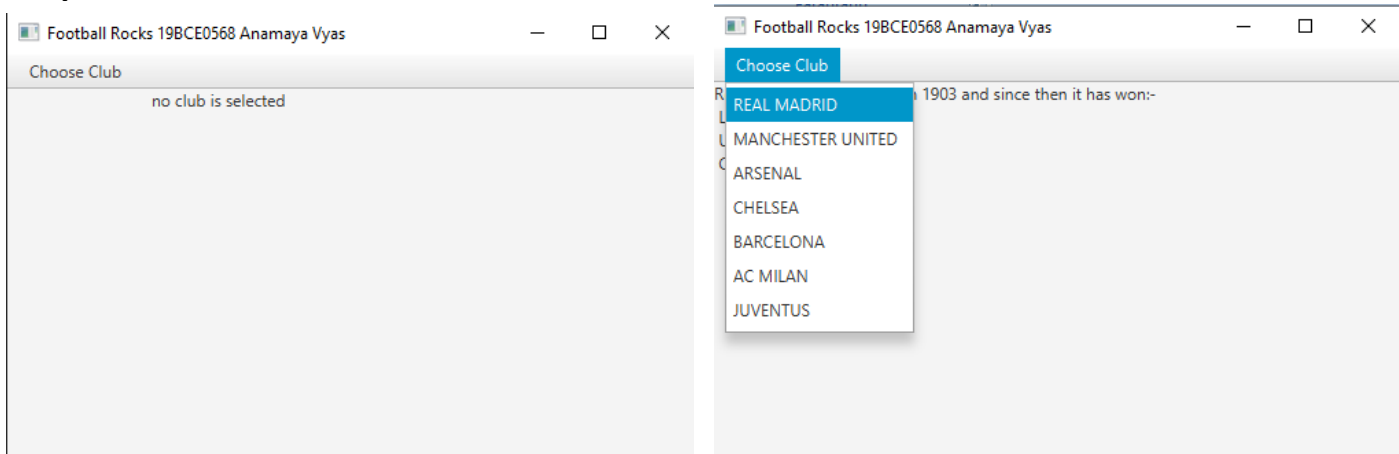 Football Rocks 19BCE0568 Anamaya Vyas
Choose Club
no club is selected
Football Rocks 19BCE0568 Anamaya Vyas
Choose Club
1903 and since then it has won:-
REAL MADRID
MANCHESTER UNITED
ARSENAL
CHELSEA
BARCELONA
AC MILAN
JUVENTUS